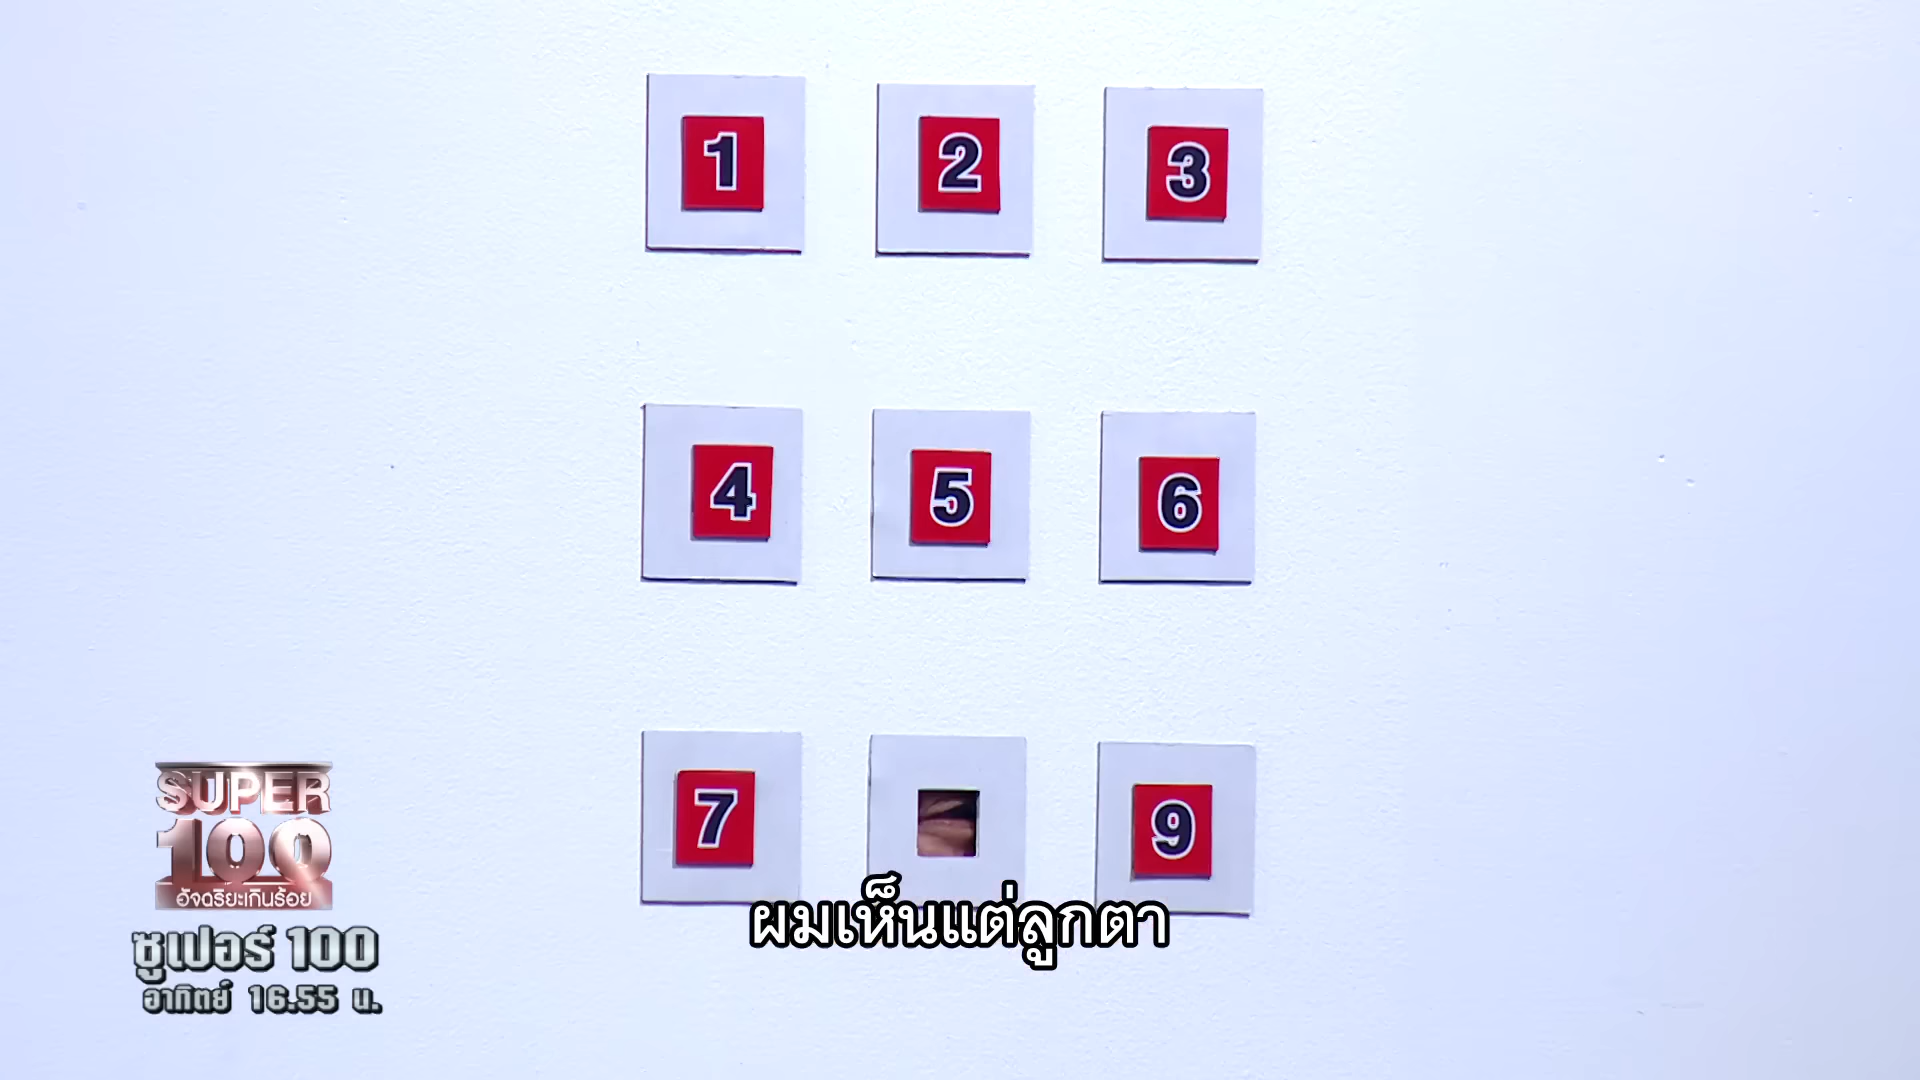 1 2 3
4 5 6
7 9
SUPER
100
อัจฉริยะเกินร้อย
ซูเปอร์ 100
อาทิตย์ 16.55 น.
ผมเห็นแต่ลูกตา